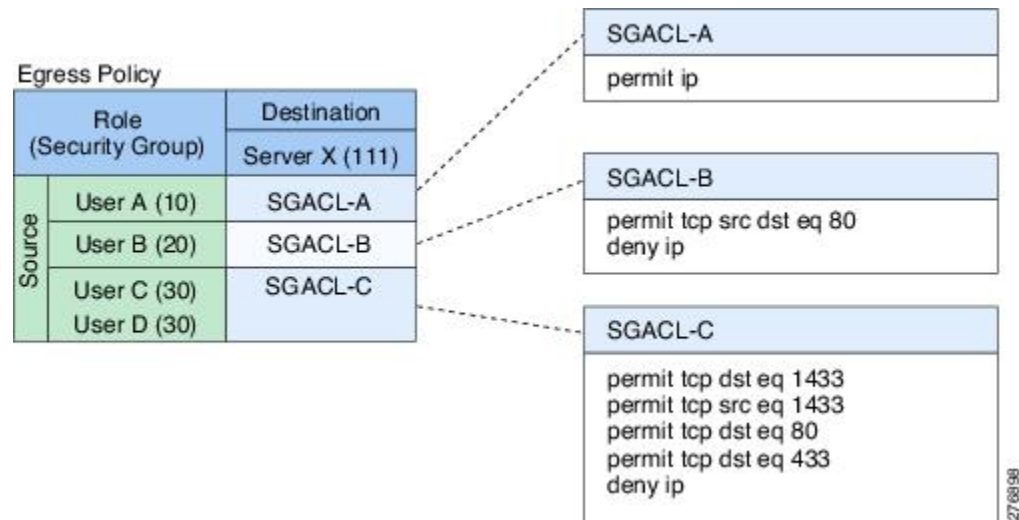 Egress Policy
Role
(Security Group)
Destination
Server X (111)
Source
User A (10)
SGACL-A
User B (20)
SGACL-B
User C (30)
User D (30)
SGACL-C
SGACL-A
permit ip
SGACL-B
permit tcp src dst eq 80
deny ip
SGACL-C
permit tcp dst eq 1433
permit tcp src eq 1433
permit tcp dst eq 80
permit tcp dst eq 433
deny ip
276898